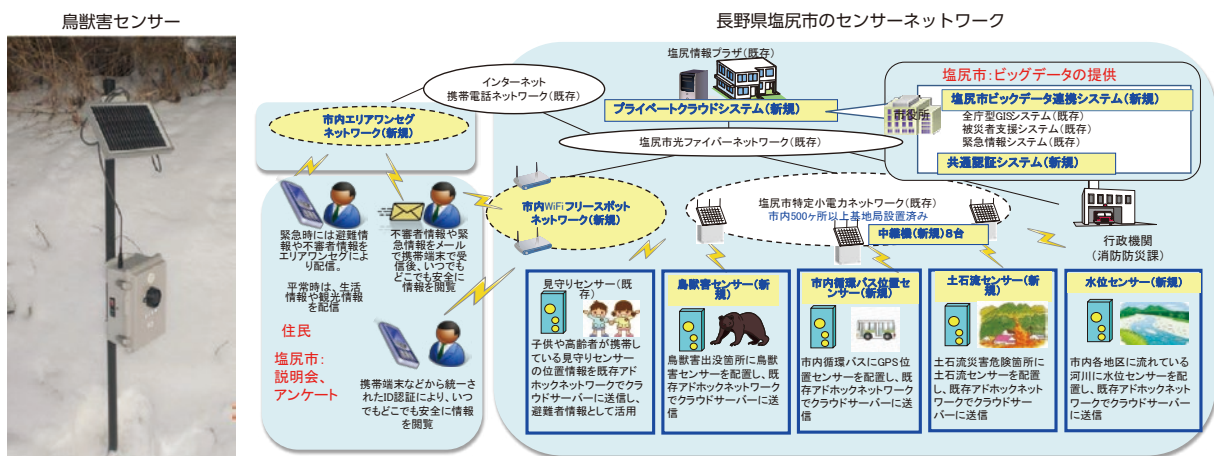 鳥獣害センサー
長野県塩尻市のセンサーネットワーク
塩尻情報プラザ（既存）
プライベートクラウドシステム（新規）
インターネット
携帯電話ネットワーク（既存）
塩尻市光ファイバーネットワーク（既存）
塩尻市：ビッグデータの提供
塩尻市ビックデータ連携システム（新規）
市役所
全庁型GISシステム（既存）
被災者支援システム（既存）
緊急情報システム（既存）
共通認証システム（新規）
市内エリアワンセグ
ネットワーク（新規）
緊急時には避難情
報や不審者情報を
エリアワンセグによ
り配信。
平常時は、生活
情報や観光情報
を配信
不審者情報や緊
急情報をメール
で携帯端末で受
信後、いつでも
どこでも安全に
情報を閲覧
住民
塩尻市：
説明会、
アンケート
携帯端末などから統一さ
れたID認証により、いつ
でもどこでも安全に情報
を閲覧
市内WiFiフリースポット
ネットワーク（新規）
塩尻市特定小電力ネットワーク（既存）
市内500ヶ所以上基地局設置済み
中継機（新規）8台
行政機関
（消防防災課）
見守りセンサー（既
存）
子供や高齢者が携帯し
ている見守りセンサー
の位置情報を既存アド
ホックネットワークでクラ
ウドサーバーに送信し、
避難者情報として活用
鳥獣害センサー（新
規）
鳥獣害出没箇所に鳥獣
害センサーを配置し、既
存アドホックネットワーク
でクラウドサーバーに送
信
市内循環バス位置セ
ンサー（新規）
市内循環バスにGPS位
置センサーを配置し、既
存アドホックネットワーク
でクラウドサーバーに送
信
土石流センサー（新
規）
土石流災害危険箇所に
土石流センサーを配置
し、既存アドホックネット
ワークでクラウドサー
バーに送信
水位センサー（新規）
市内各地区に流れている
河川に水位センサーを配
置し、既存アドホックネット
ワークでクラウドサーバー
に送信